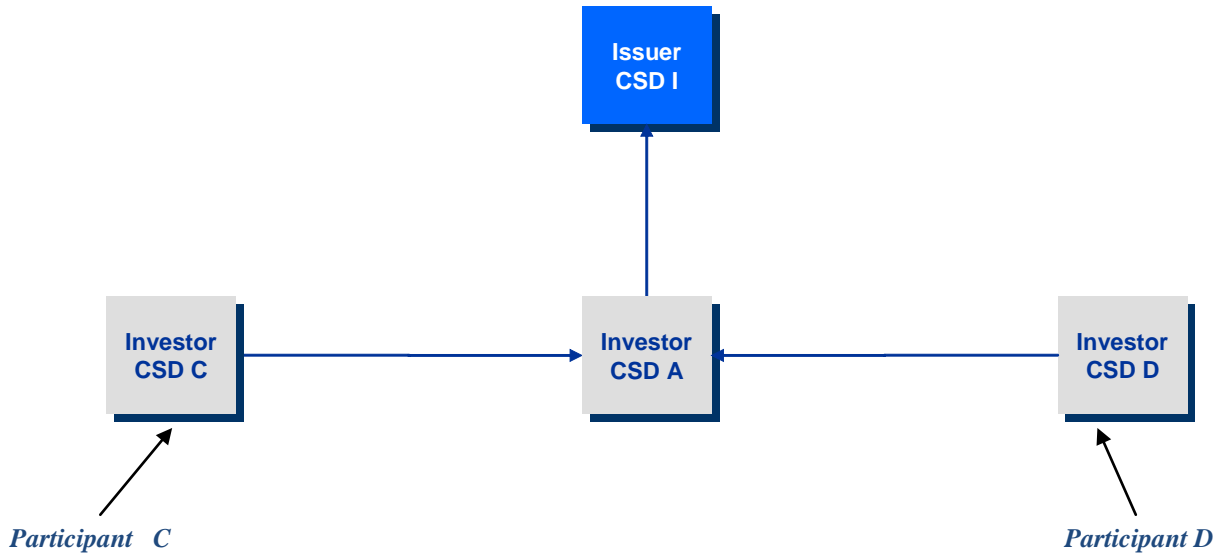 Issuer
CSD I
Investor
CSD C
Investor
CSD A
Investor
CSD D
Participant C
Participant D